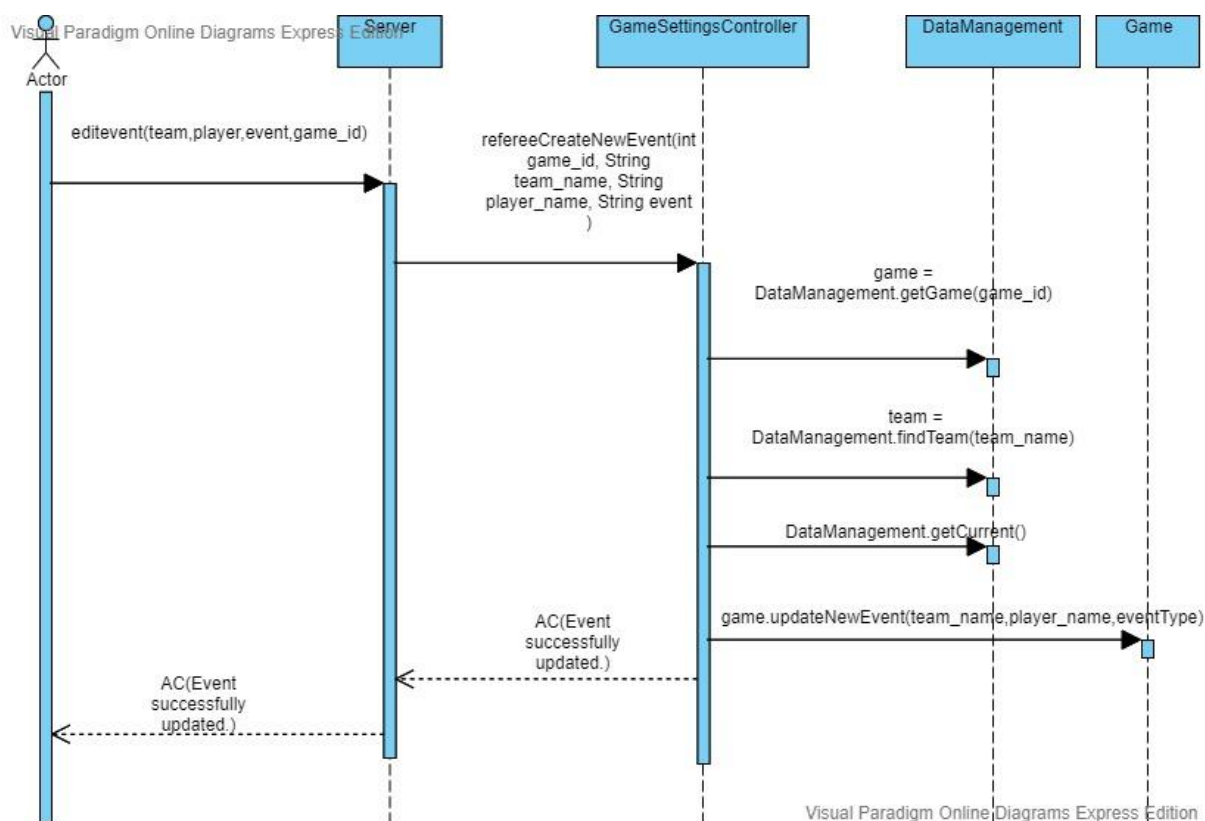 Visual Paradigm Online Diagrams Express Edition
Server
GameSettingsController
DataManagement
Game
Actor
editevent(team,player,event,game_id)
refereeCreateNewEvent(int
game_id, String
team_name, String
player_name, String event
)
game =
DataManagement.getGame(game_id)
team =
DataManagement.findTeam(team_name)
DataManagement.getCurrent()
game.updateNewEvent(team_name,player_name,eventType)
AC(Event
successfully
updated.)
AC(Event
successfully
updated.)
Visual Paradigm Online Diagrams Express Edition